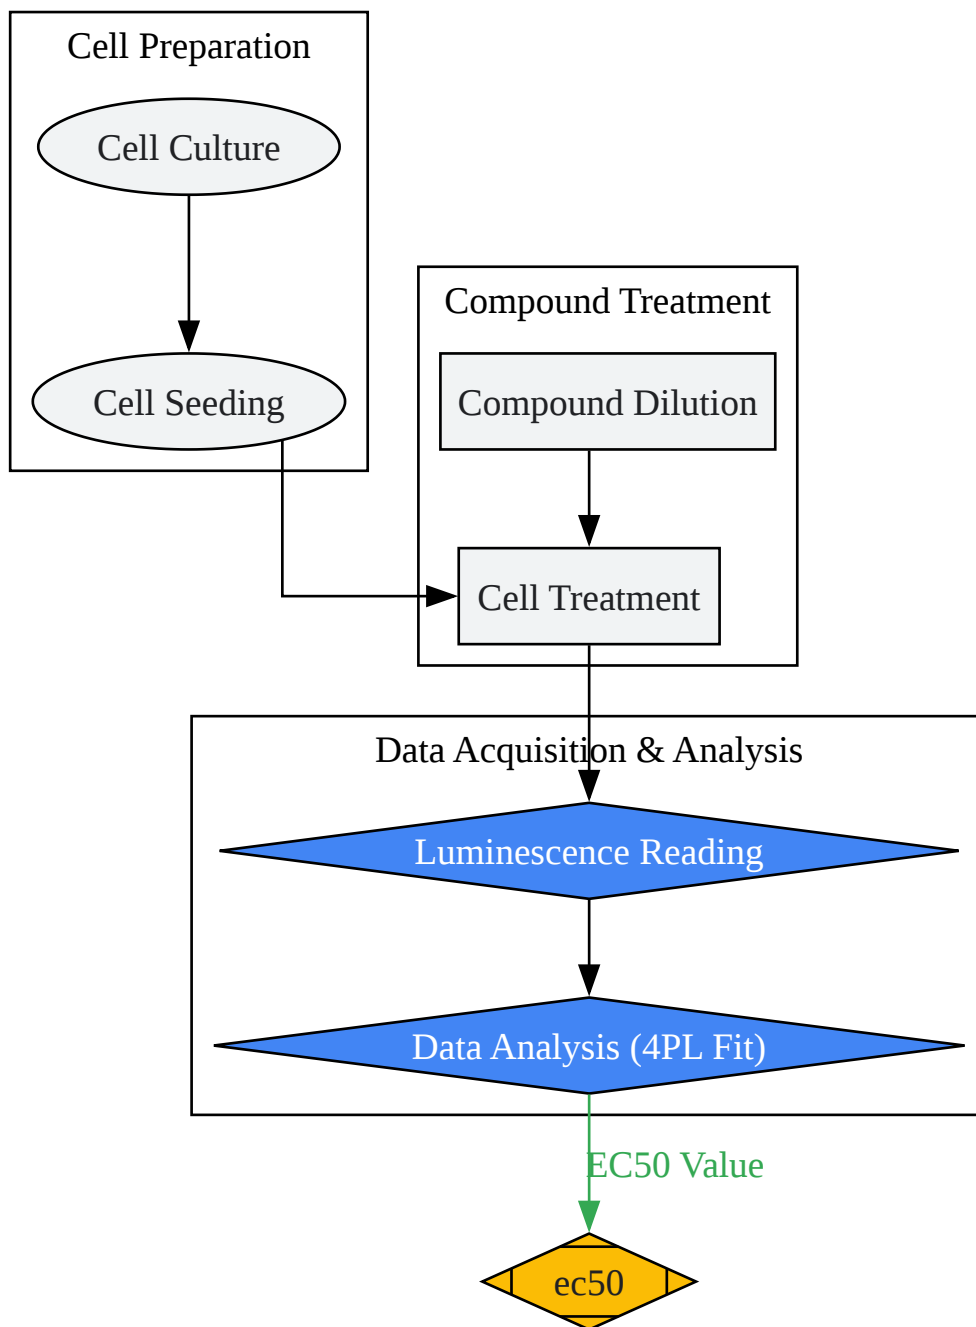 Cell Preparation
Cell Culture
Cell Seeding
Compound Treatment
Compound Dilution
Cell Treatment
Data Acquisition & Analysis
Luminescence Reading
Data Analysis (4PL Fit)
EC50 Value
ec50